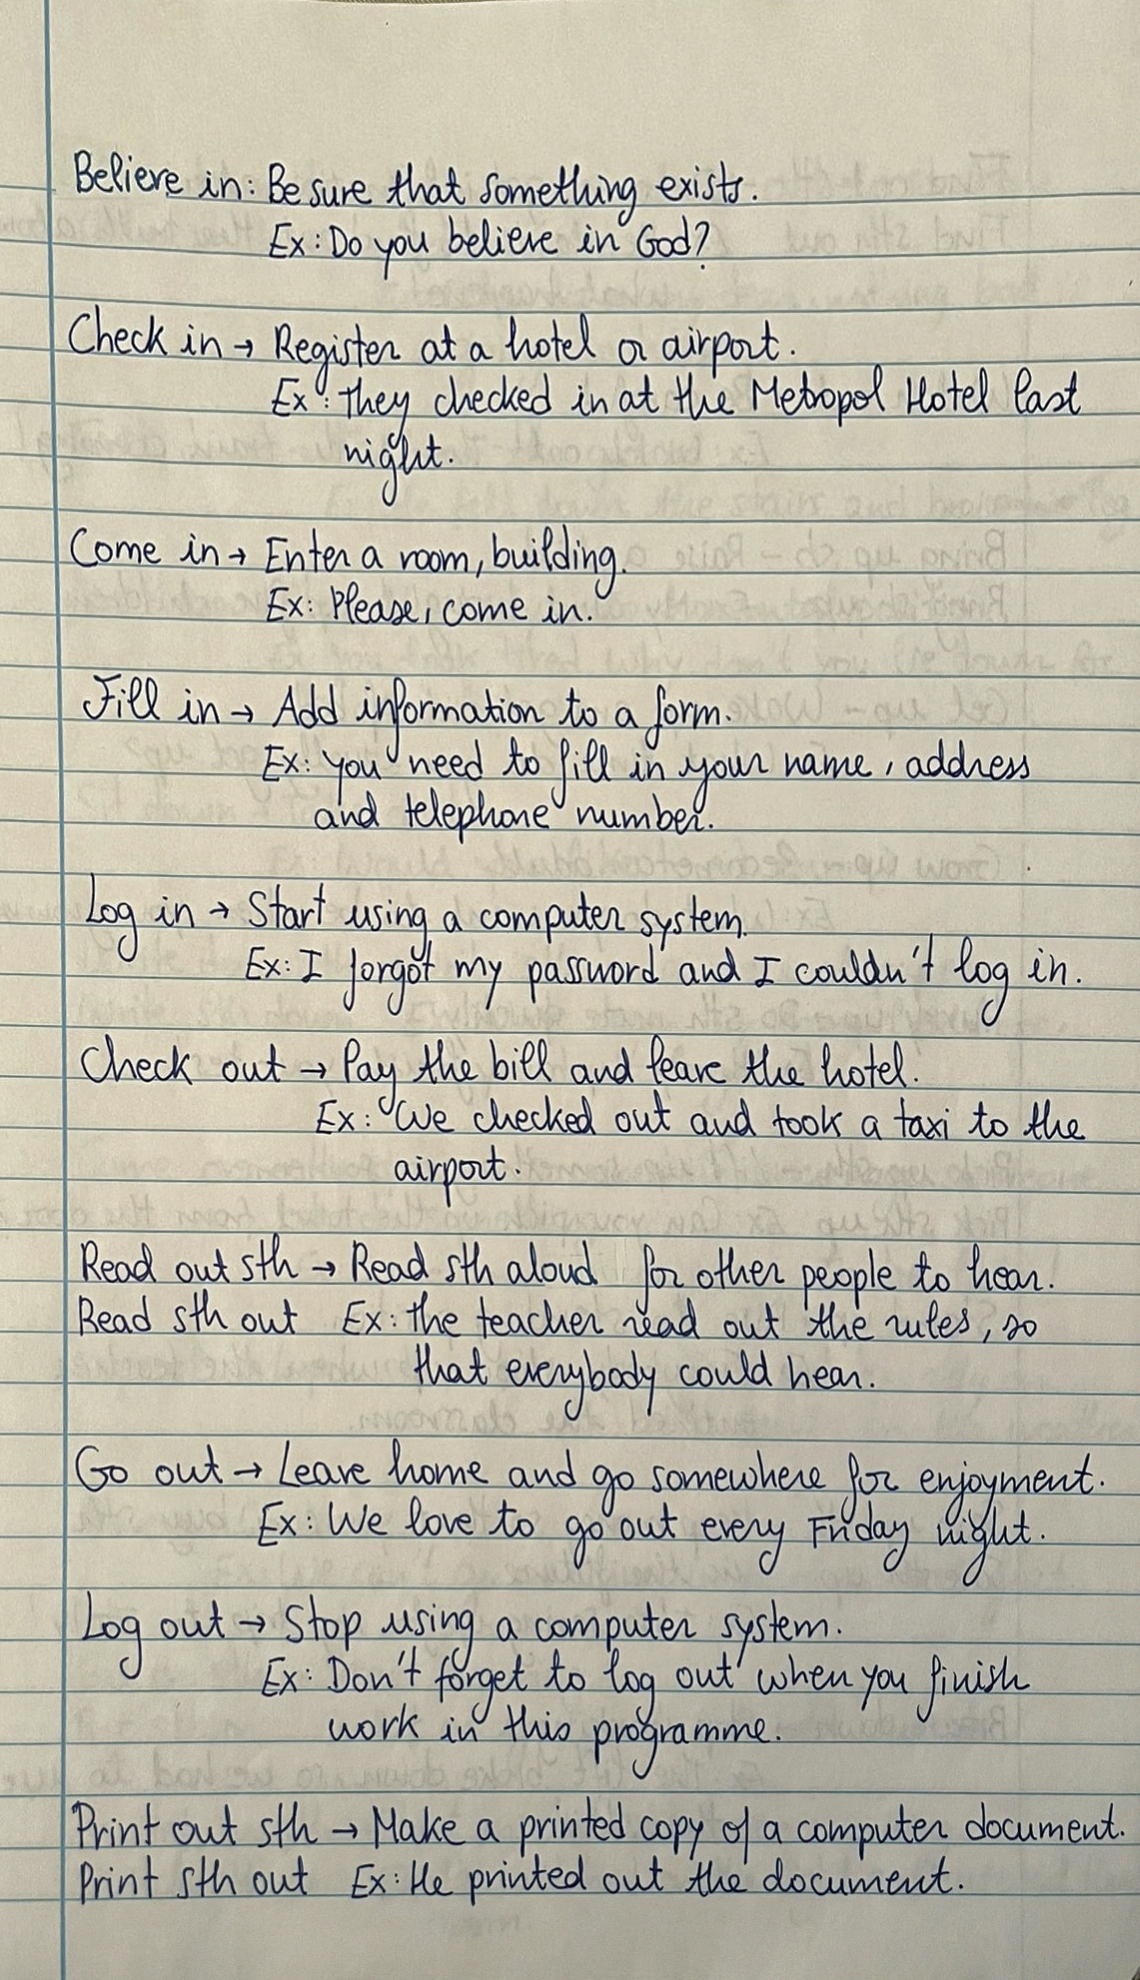 Believe in: Be sure that something exists.
Ex: Do you believe in God?
Check in → Register at a hotel or airport.
Ex: They checked in at the Metropol Hotel last
night.
Come in → Enter a room, building.
Ex: Please, come in.
Fill in → Add information to a form.
Ex: you need to fill in your name, address
and telephone number.
Log in → Start using a computer system.
Ex: I forgot my password and I couldn't log in.
Check out → Pay the bill and leave the hotel.
Ex: We checked out and took a taxi to the
airport.
Read out sth → Read sth aloud for other people to hear.
Read sth out Ex: the teacher read out the rules, so
that everybody could hear.
Go out → Leave home and go somewhere for enjoyment.
Ex: We love to go out every Friday night.
Log out → Stop using a computer system.
Ex: Don't forget to log out when you finish
work in this programme.
Print out sth → Make a printed copy of a computer document.
Print sth out Ex: He printed out the document.